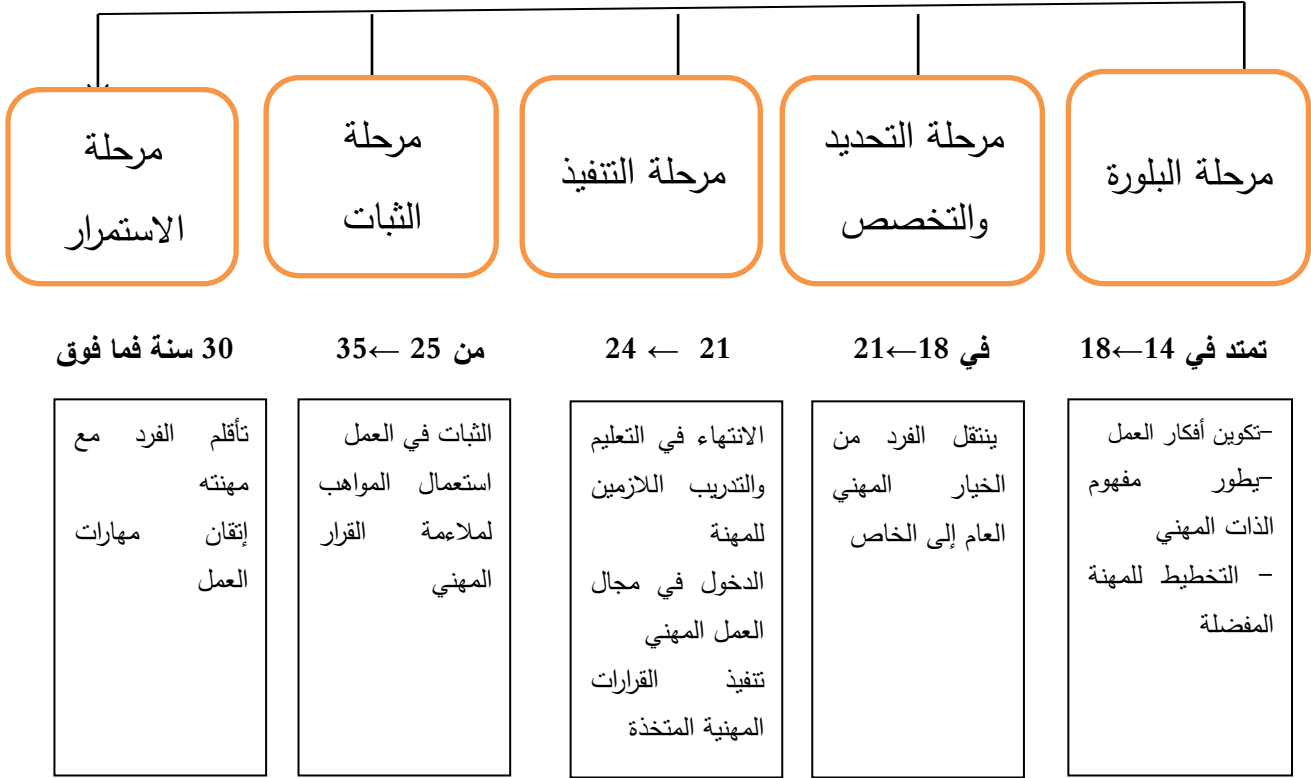 مرحلة البلورة
مرحلة التحديد
والتخصص
مرحلة التنفيذ
مرحلة
الثبات
مرحلة
الاستمرار
تمتد في 14←18
في 18←21
21 ← 24
من 25 ←35
30 سنة فما فوق
-تكوين أفكار العمل
-يطور مفهوم
الذات المهني
- التخطيط للمهنة
المفضلة
ينتقل الفرد من
الخيار المهني
العام إلى الخاص
الانتهاء في التعليم
والتدريب اللازمين
للمهنة
الدخول في مجال
العمل المهني
تنفيذ القرارات
المهنية المتخذة
الثبات في العمل
استعمال المواهب
لملاءمة القرار
المهني
تأقلم الفرد مع
مهنته
إتقان مهارات
العمل